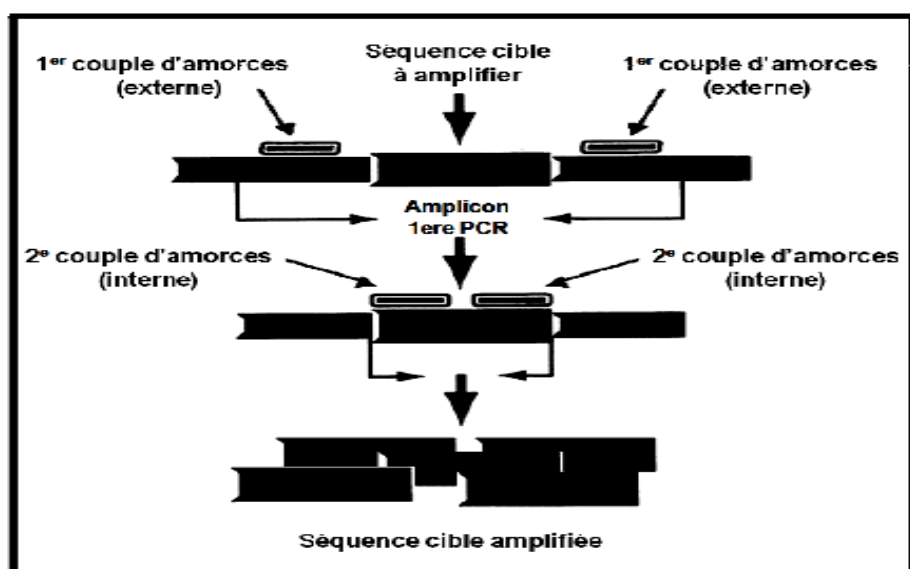 Séquence cible
à amplifier
1er couple d'amorces
(externe)
1er couple d'amorces
(externe)
Amplicon
1ere PCR
2e couple d'amorces
(interne)
2e couple d'amorces
(interne)
Séquence cible amplifiée